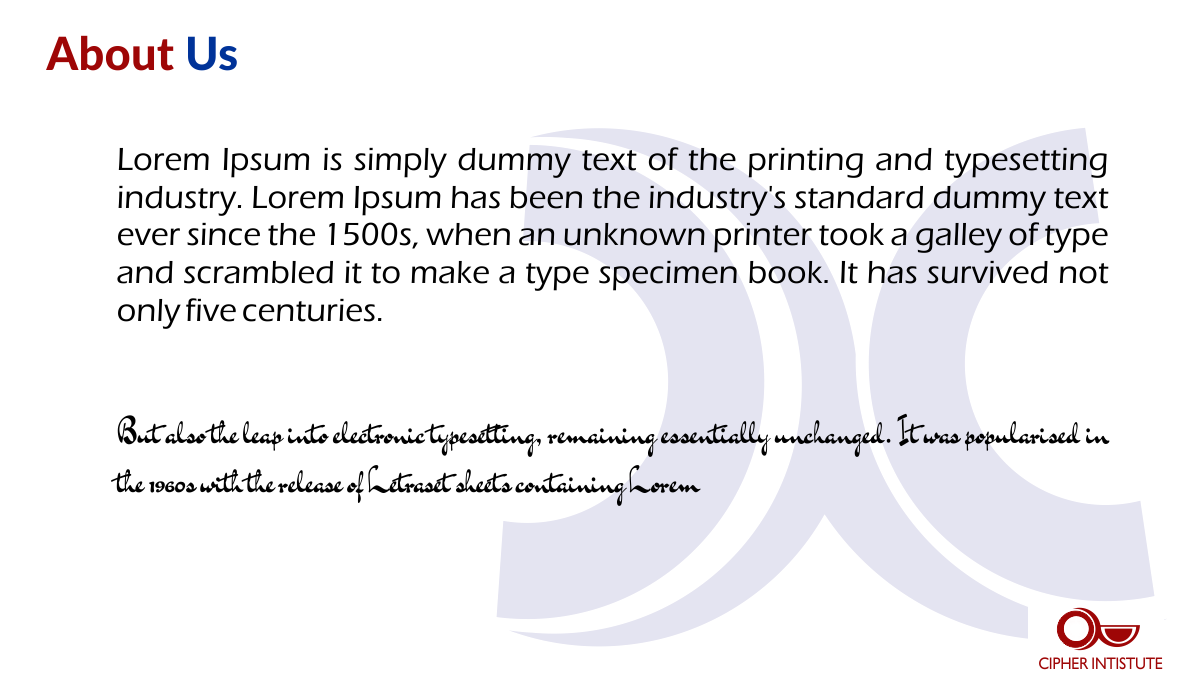 About Us
Lorem Ipsum is simply dummy text of the printing and typesetting
industry. Lorem Ipsum has been the industry's standard dummy text
ever since the 1500s, when an unknown printer took a galley of type
and scrambled it to make a type specimen book. It has survived not
only five centuries.
But also the leap into electronic typesetting, remaining essentially unchanged. It was popularised in
the 1960s with the release of Letraset sheets containing Lorem
CIPHER INTISTUTE